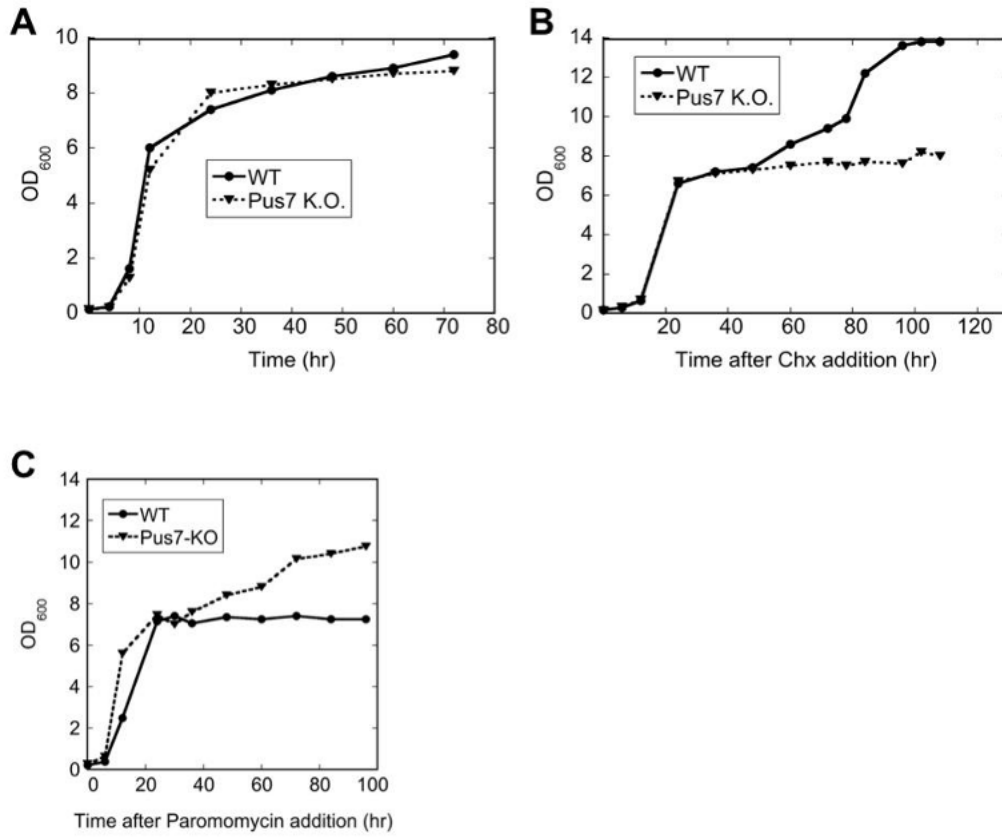 A
10
8
6
4
2
0
OD600
WT
Pus7 K.O.
10 20 30 40 50 60 70 80
Time (hr)
B
14
12
10
8
6
4
2
0
OD600
WT
Pus7 K.O.
20 40 60 80 100 120
Time after Chx addition (hr)
C
14
12
10
8
6
4
2
0
OD600
WT
Pus7-KO
0 20 40 60 80 100
Time after Paromomycin addition (hr)